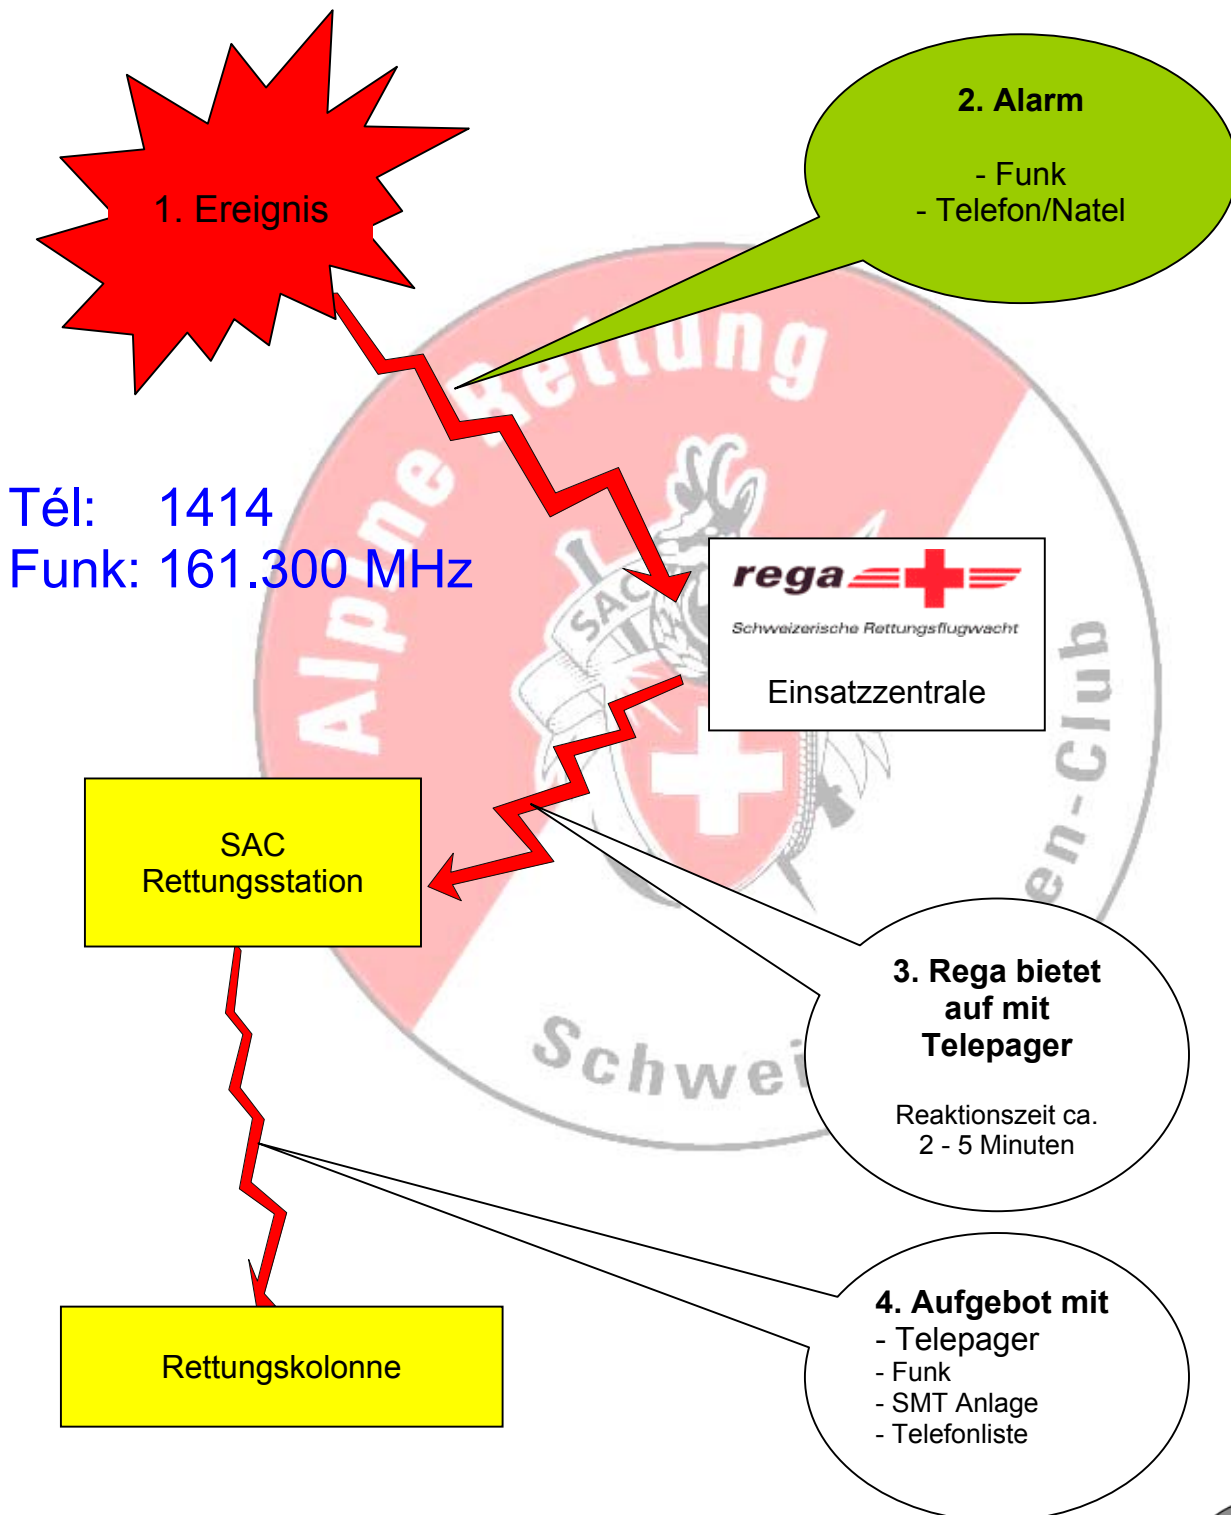 1. Ereignis
2. Alarm
- Funk
- Telefon/Natel
Alpine Rettung
Tél: 1414
Funk: 161.300 MHz
SAC
rega
Schweizerische Rettungsflugwacht
Einsatzzentrale
SAC
Rettungsstation
en-Club
Schwei
3. Rega bietet
auf mit
Telepager
Reaktionszeit ca.
2 - 5 Minuten
4. Aufgebot mit
- Telepager
- Funk
- SMT Anlage
- Telefonliste
Rettungskolonne